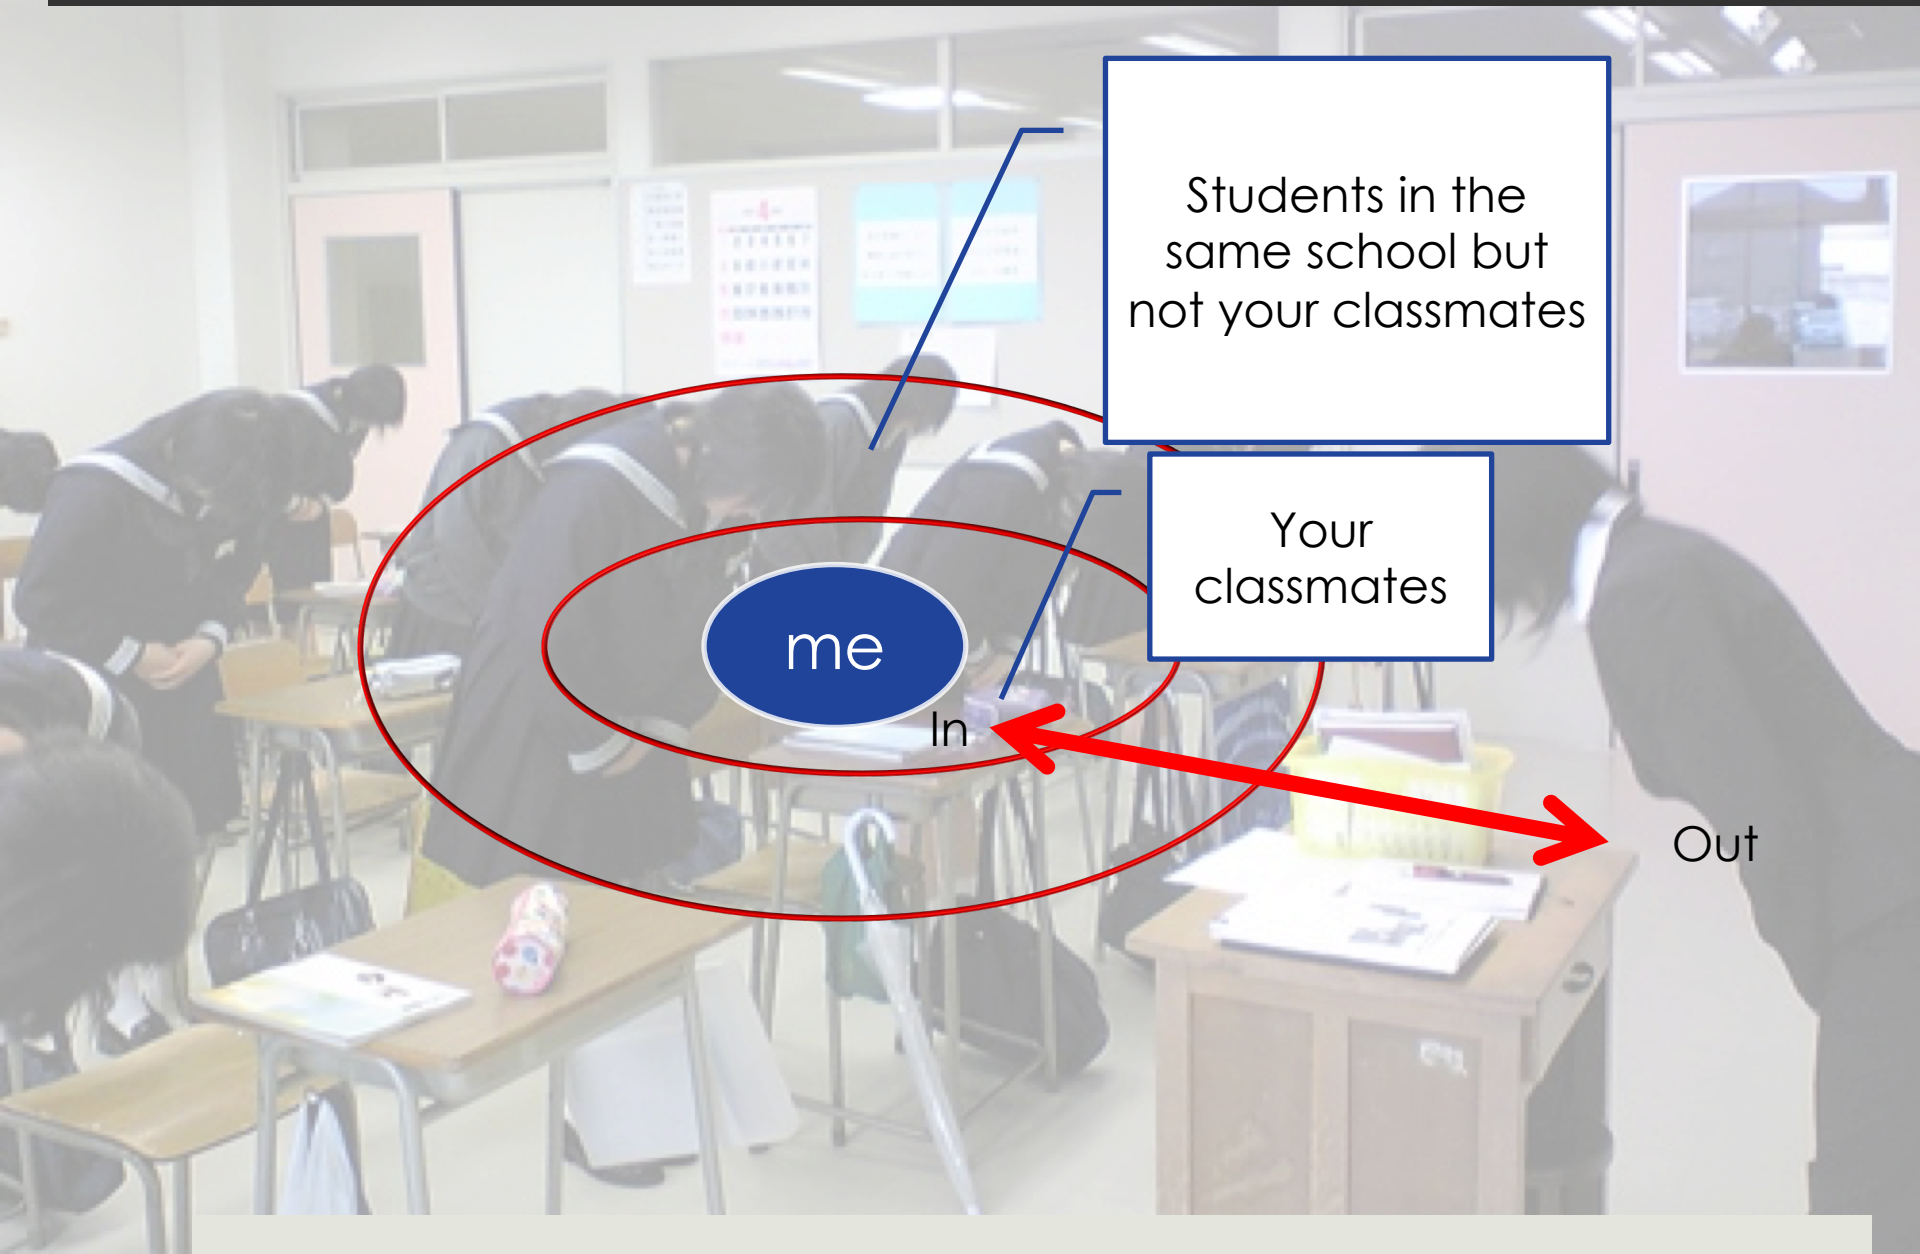 Students in the
same school but
not your classmates
Your
classmates
me
In
Out